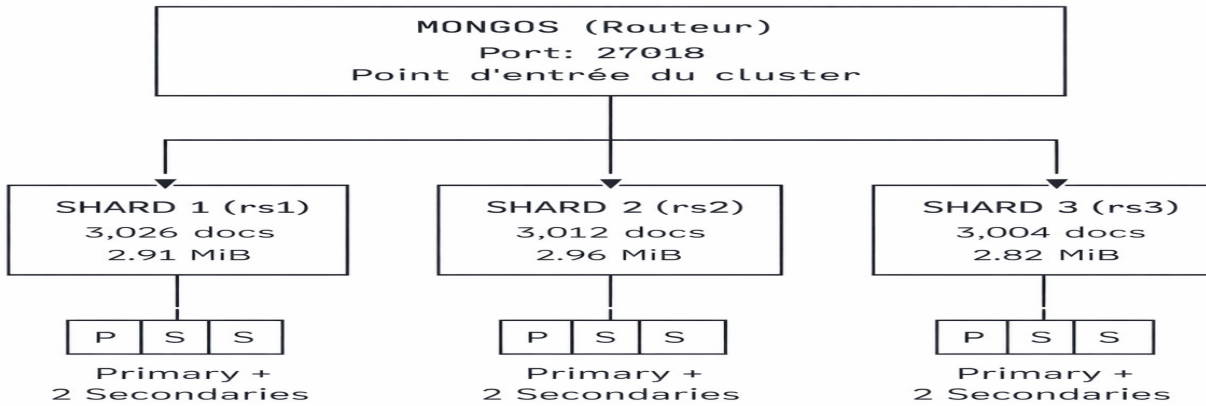 MONGOS (Routeur)
Port: 27018
Point d'entrée du cluster
SHARD 1 (rs1)
3,026 docs
2.91 MiB
P S S
Primary +
2 Secondaries
SHARD 2 (rs2)
3,012 docs
2.96 MiB
P S S
Primary +
2 Secondaries
SHARD 3 (rs3)
3,004 docs
2.82 MiB
P S S
Primary +
2 Secondaries